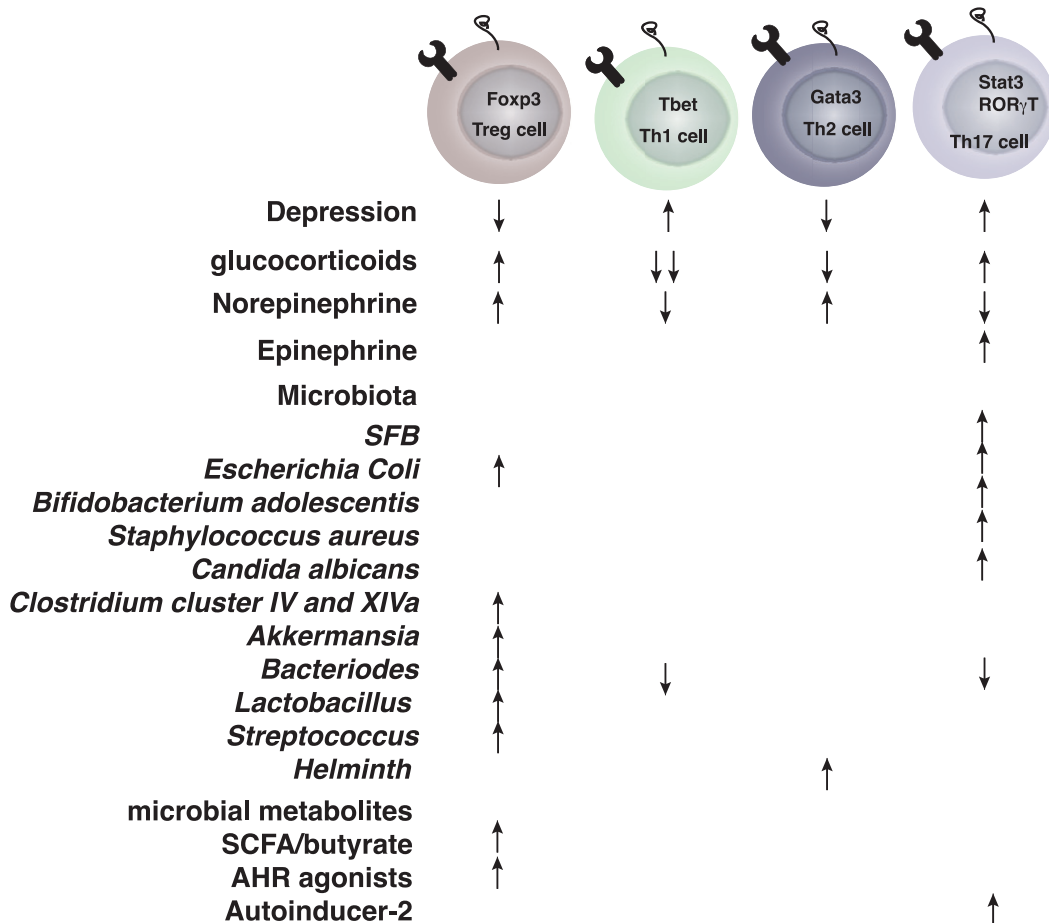 Foxp3
Treg cell
Tbet
Th1 cell
Gata3
Th2 cell
Stat3
RORγT
Th17 cell
Depression
glucocorticoids
Norepinephrine
Epinephrine
Microbiota
SFB
Escherichia Coli
Bifidobacterium adolescentis
Staphylococcus aureus
Candida albicans
Clostridium cluster IV and XIVa
Akkermansia
Bacteriodes
Lactobacillus
Streptococcus
Helminth
microbial metabolites
SCFA/butyrate
AHR agonists
Autoinducer-2